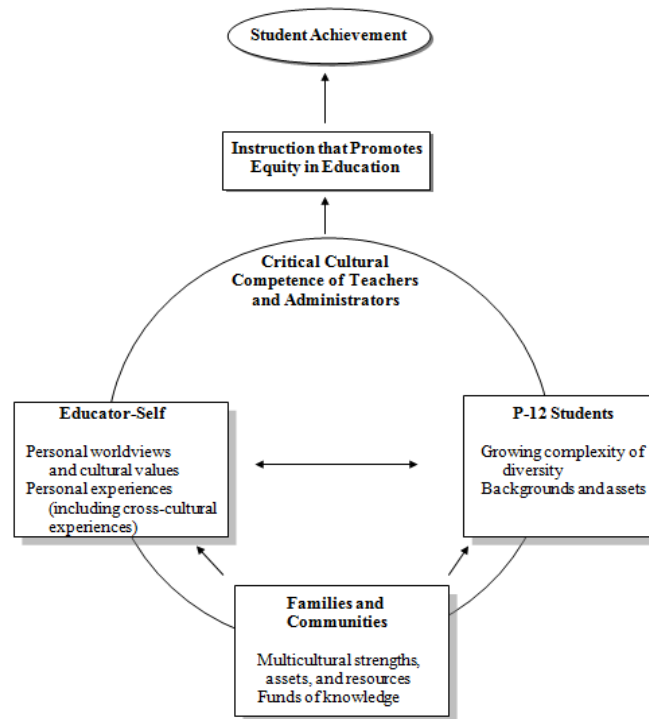 Student Achievement
Instruction that Promotes
Equity in Education
Critical Cultural
Competence of Teachers
and Administrators
Educator-Self
Personal worldviews
and cultural values
Personal experiences
(including cross-cultural
experiences)
P-12 Students
Growing complexity of
diversity
Backgrounds and assets
Families and
Communities
Multicultural strengths,
assets, and resources
Funds of knowledge